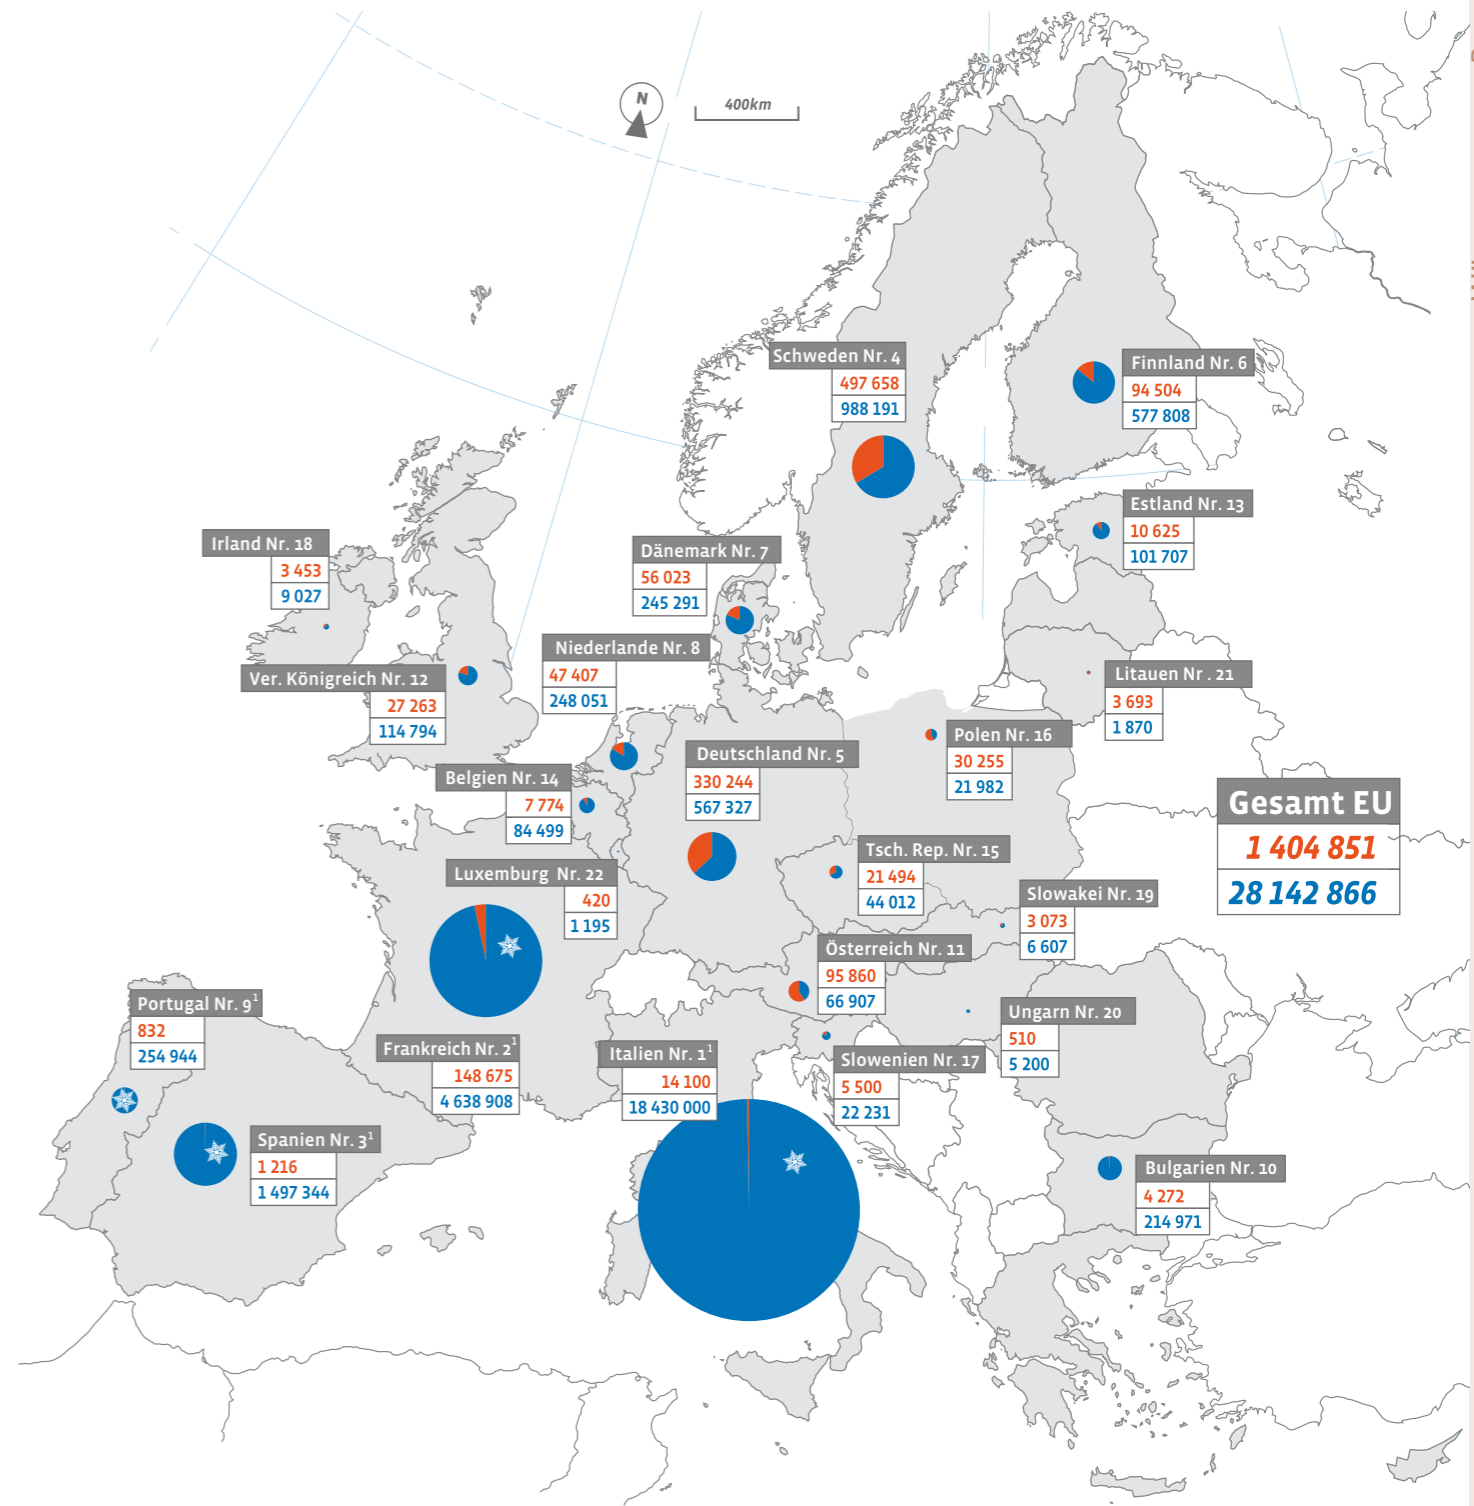 N
400km
Schweden Nr. 4
497 658
988 191
Finnland Nr. 6
94 504
577 808
Estland Nr. 13
10 625
101 707
Irland Nr. 18
3 453
9 027
Dänemark Nr. 7
56 023
245 291
Niederlande Nr. 8
47 407
248 051
Ver. Königreich Nr. 12
27 263
114 794
Litauen Nr . 21
3 693
1 870
Polen Nr. 16
30 255
21 982
Deutschland Nr. 5
330 244
567 327
Belgien Nr. 14
7 774
84 499
Gesamt EU
1 404 851
28 142 866
Tsch. Rep. Nr. 15
21 494
44 012
Luxemburg Nr. 22
420
1 195
Slowakei Nr. 19
3 073
6 607
Österreich Nr. 11
95 860
66 907
Portugal Nr. 9¹
832
254 944
Ungarn Nr. 20
510
5 200
Frankreich Nr. 2¹
148 675
4 638 908
Italien Nr. 1¹
14 100
18 430 000
Slowenien Nr. 17
5 500
22 231
Spanien Nr. 3¹
1 216
1 497 344
Bulgarien Nr. 10
4 272
214 971